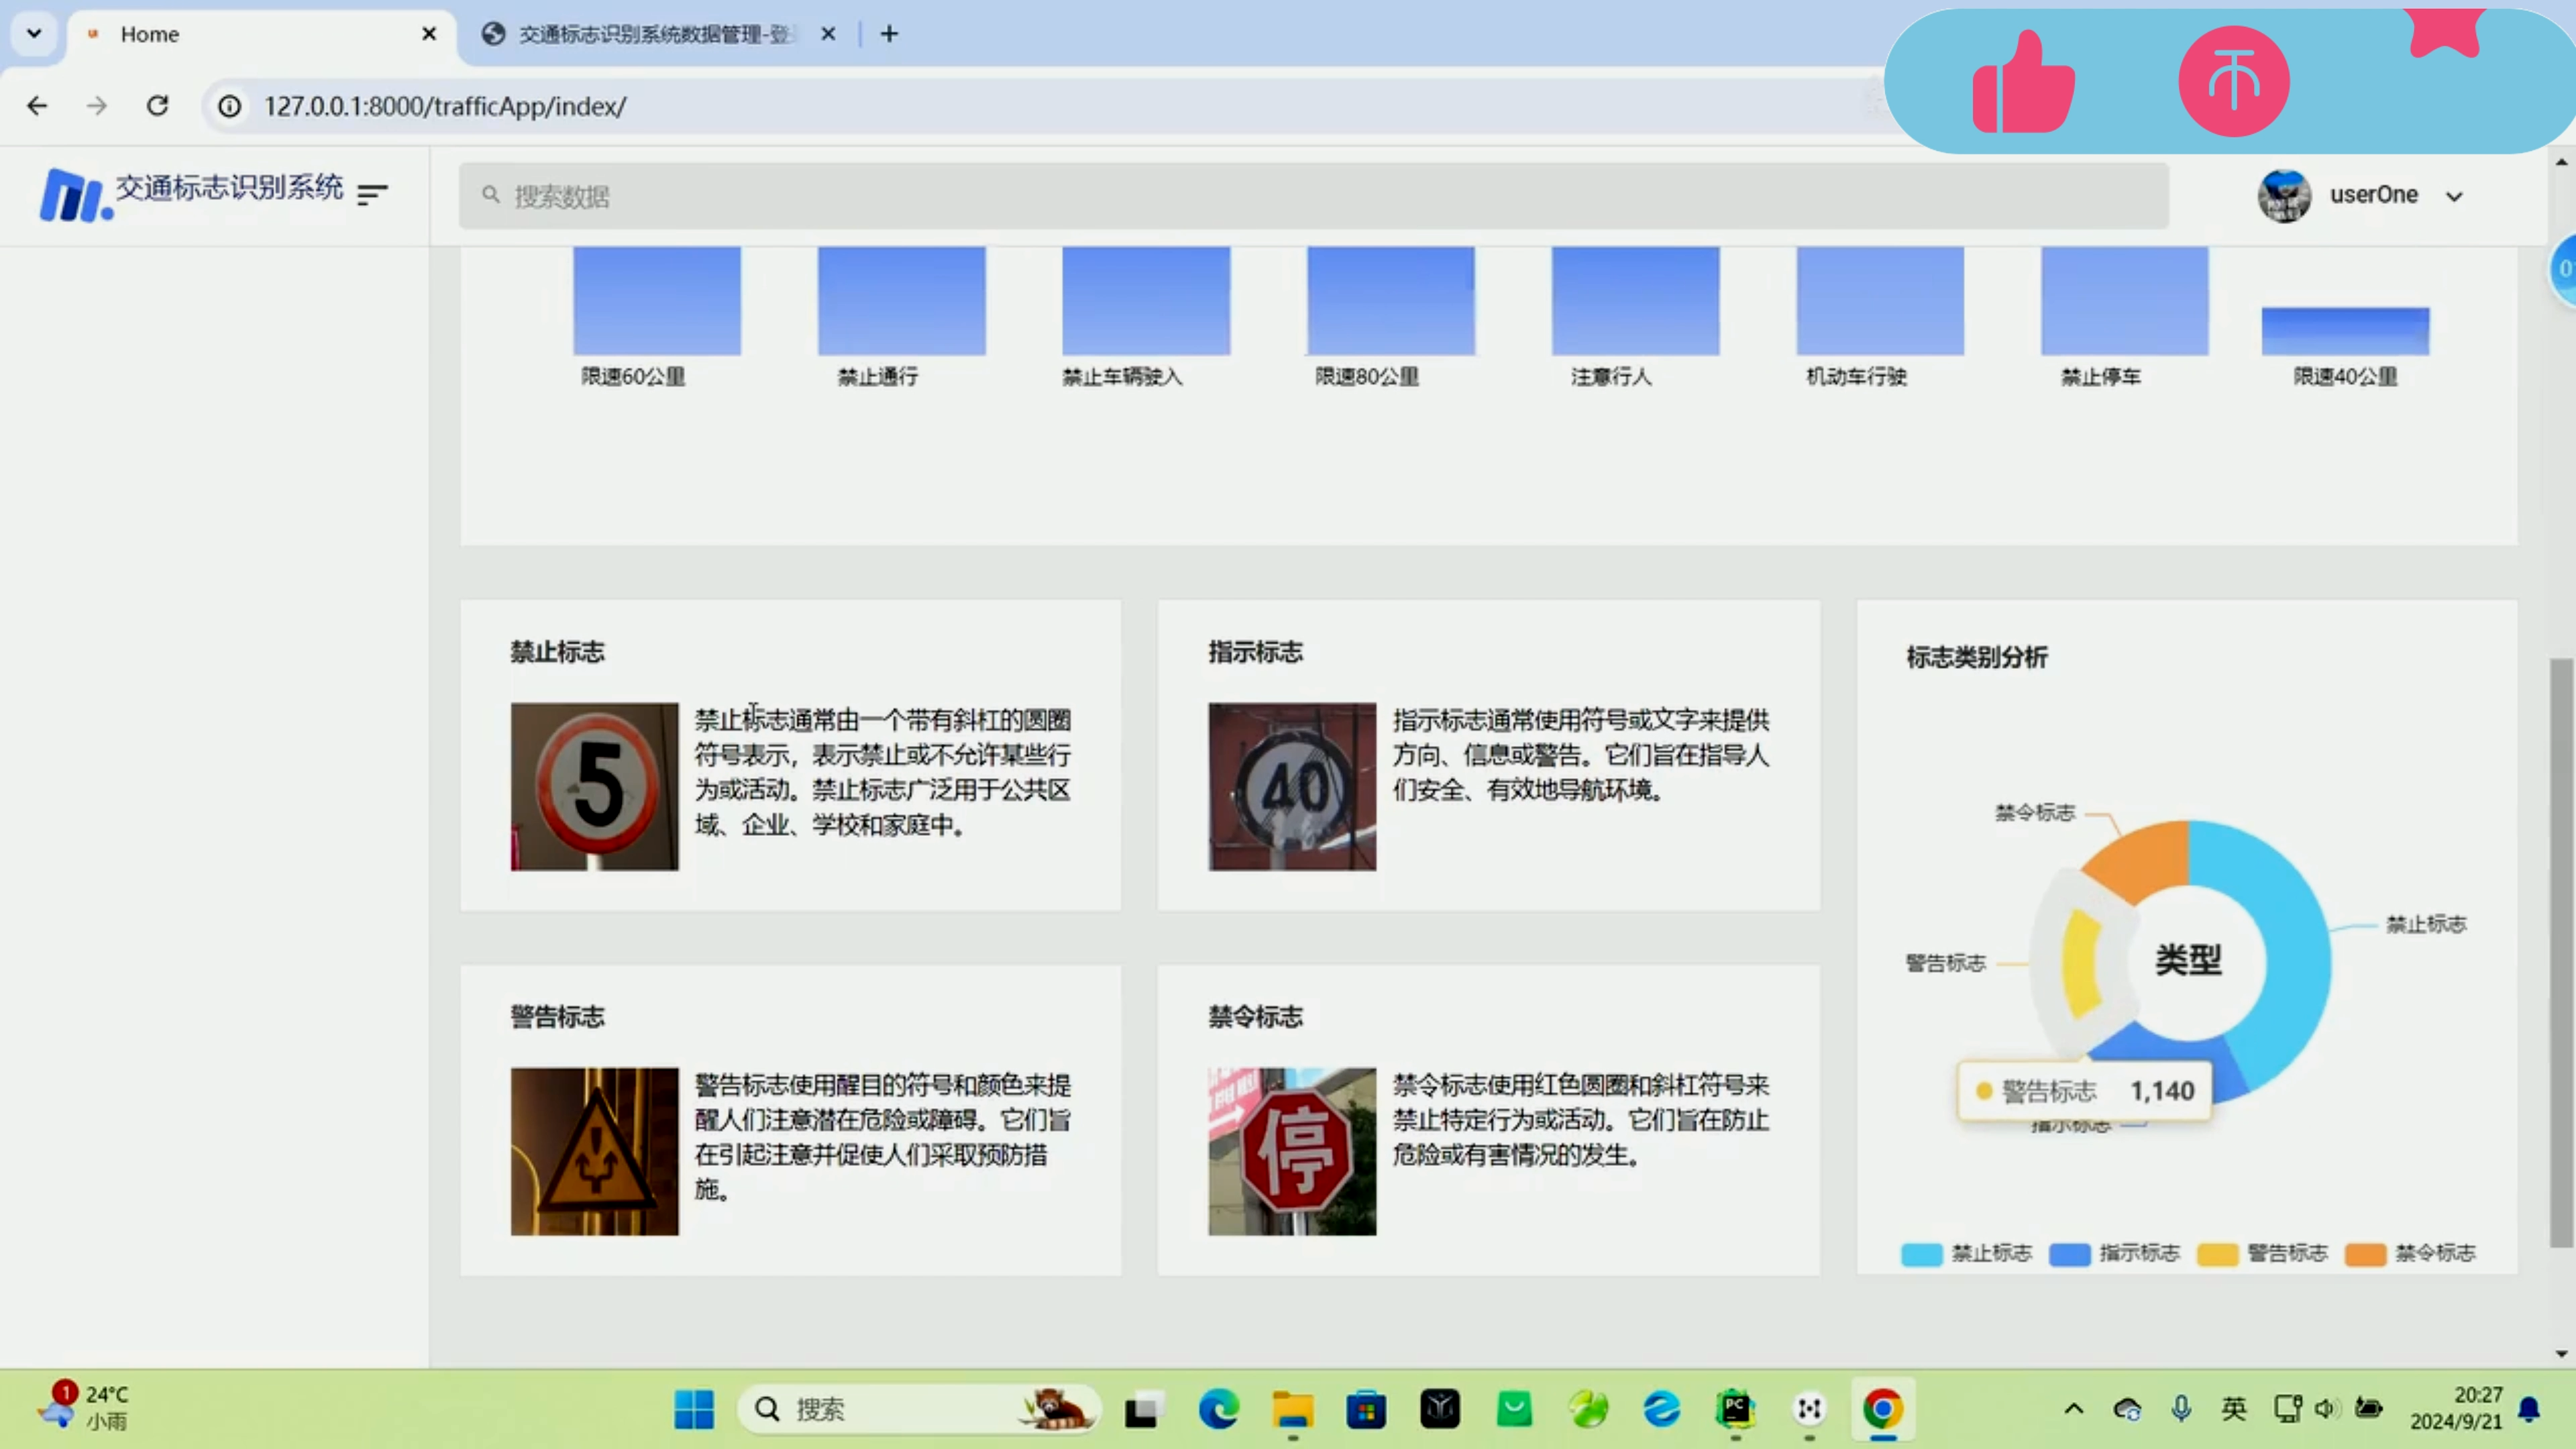 Home
交通标志识别系统数据管理-登
127.0.0.1:8000/trafficApp/index/
交通标志识别系统
搜索数据
userOne
限速60公里
禁止通行
禁止车辆驶入
限速80公里
注意行人
机动车行驶
禁止停车
限速40公里
禁止标志
5
禁止标志通常由一个带有斜杠的圆圈
符号表示，表示禁止或不允许某些行
为或活动。禁止标志广泛用于公共区
域、企业、学校和家庭中。
指示标志
40
指示标志通常使用符号或文字来提供
方向、信息或警告。它们旨在指导人
们安全、有效地导航环境。
标志类别分析
禁令标志
禁止标志
警告标志
类型
警告标志 1,140
指示标志
禁止标志
指示标志
警告标志
禁令标志
警告标志
警告标志使用醒目的符号和颜色来提
醒人们注意潜在危险或障碍。它们旨
在引起注意并促使人们采取预防措
施。
禁令标志
停
禁令标志使用红色圆圈和斜杠符号来
禁止特定行为或活动。它们旨在防止
危险或有害情况的发生。
1
24°C
小雨
搜索
PC
英
20:27
2024/9/21